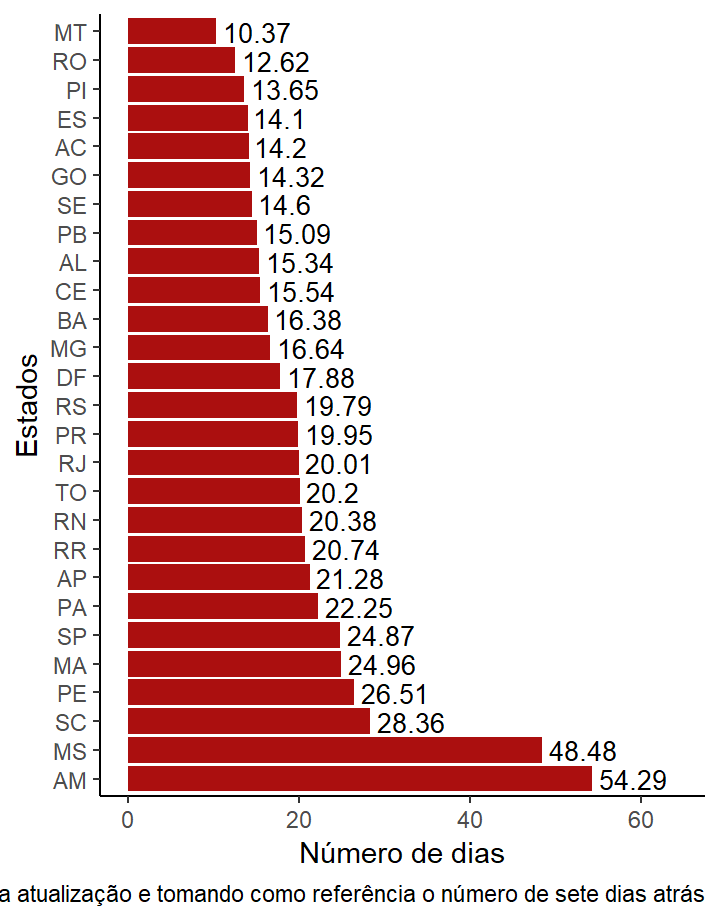 MT 10.37
RO 12.62
PI 13.65
ES 14.1
AC 14.2
GO 14.32
SE 14.6
PB 15.09
AL 15.34
CE 15.54
BA 16.38
MG 16.64
DF 17.88
RS 19.79
PR 19.95
RJ 20.01
TO 20.2
RN 20.38
RR 20.74
AP 21.28
PA 22.25
SP 24.87
MA 24.96
PE 26.51
SC 28.36
MS 48.48
AM 54.29
Estados
0 20 40 60
Número de dias
a atualização e tomando como referência o número de sete dias atrás